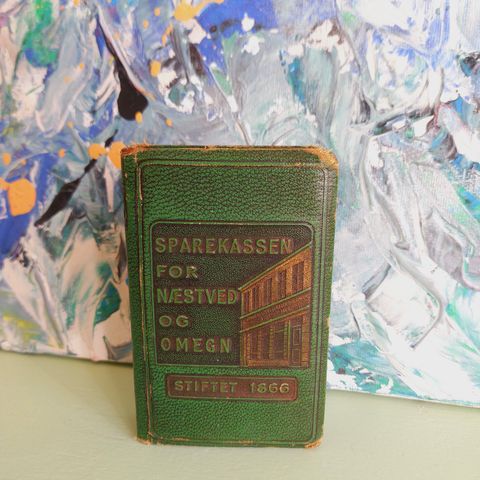 SPAREKASSEN
FOR
NÆSTVED
OG
OMEGN
STIFTET 1866